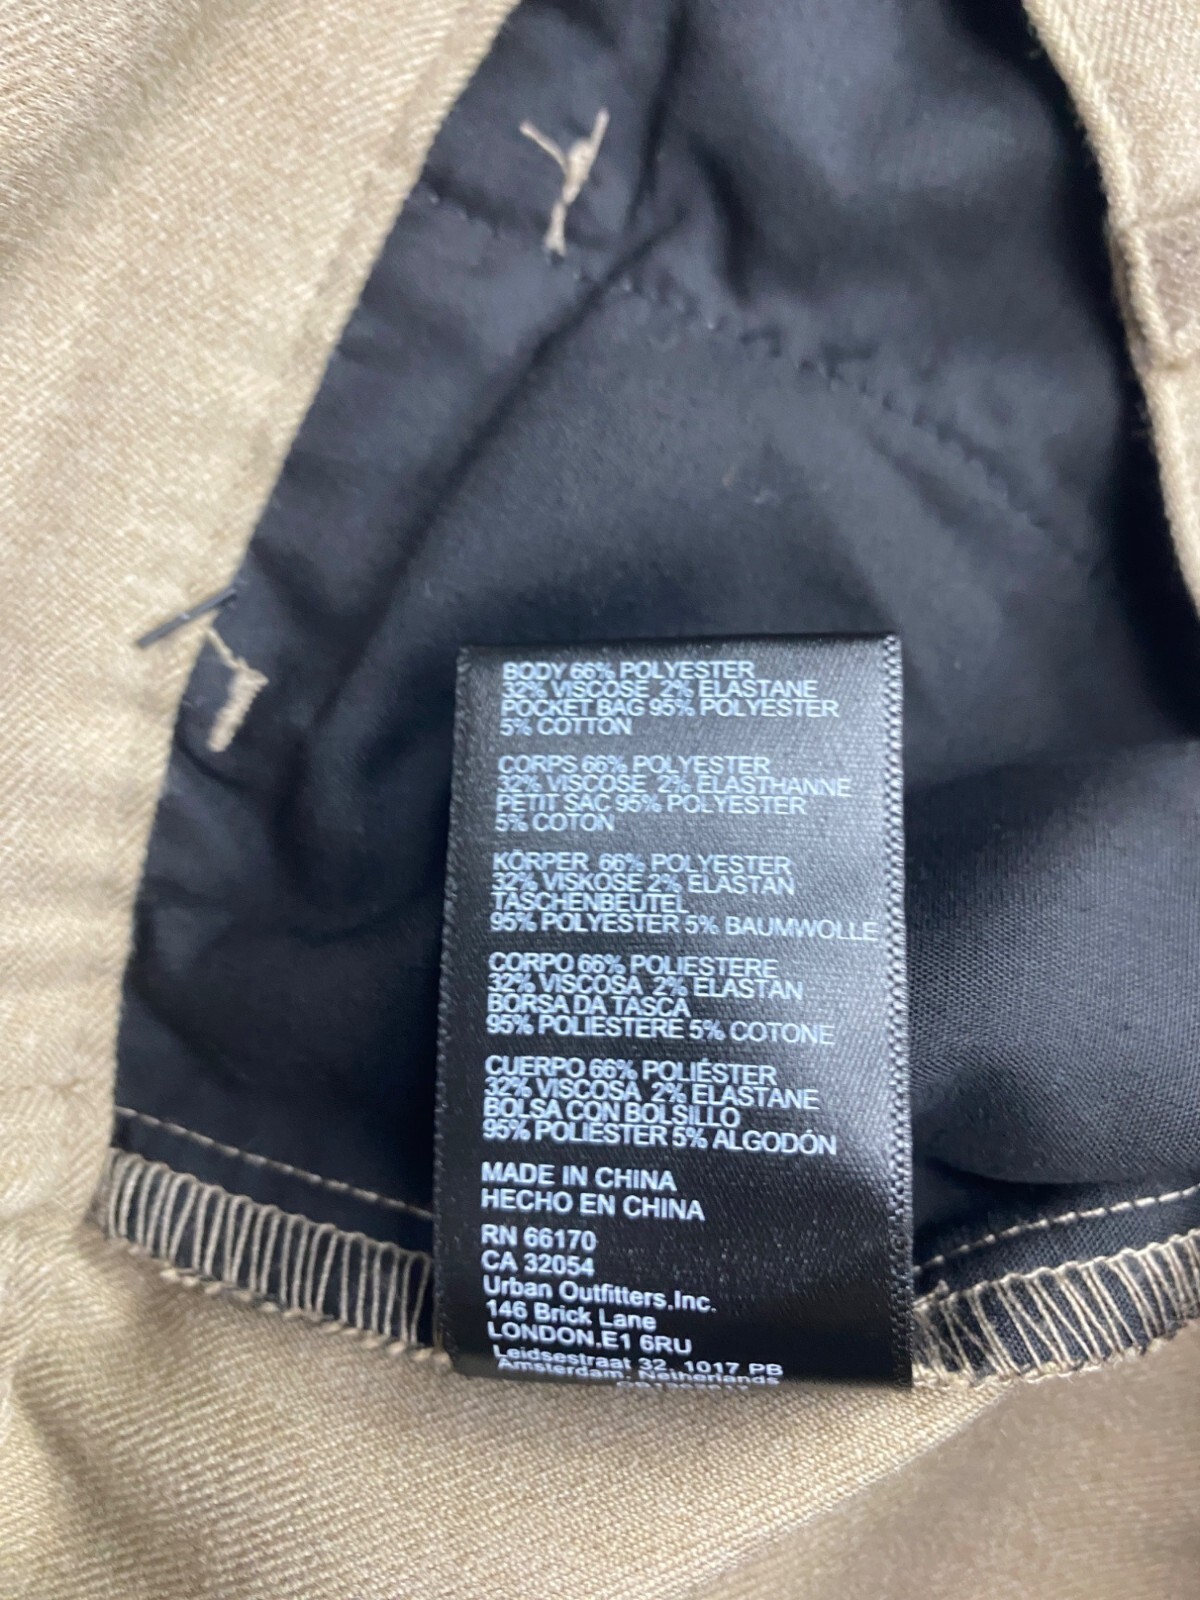 BODY 66% POLYESTER
32% VISCOSE 2% ELASTANE
POCKET BAG 95% POLYESTER
5% COTTON
CORPS 66% POLYESTER
32% VISCOSE 2% ELASTHANNE
PETIT SAC 95% POLYESTER
5% COTON
KÖRPER 66% POLYESTER
32% VISKOSE 2% ELASTAN
TASCHENBEUTEL
95% POLYESTER 5% BAUMWOLLE
CORPO 66% POLIESTERE
32% VISCOSA 2% ELASTAN
BORSA DA TASCA
95% POLIESTERE 5% COTONE
CUERPO 66% POLIÉSTER
32% VISCOSA 2% ELASTANE
BOLSA CON BOLSILLO
95% POLIÉSTER 5% ALGODÓN
MADE IN CHINA
HECHO EN CHINA
RN 66170
CA 32054
Urban Outfitters.Inc.
146 Brick Lane
LONDON.E1 6RU
Leidsestraat 32, 1017 PB
Amsterdam, Netherlands